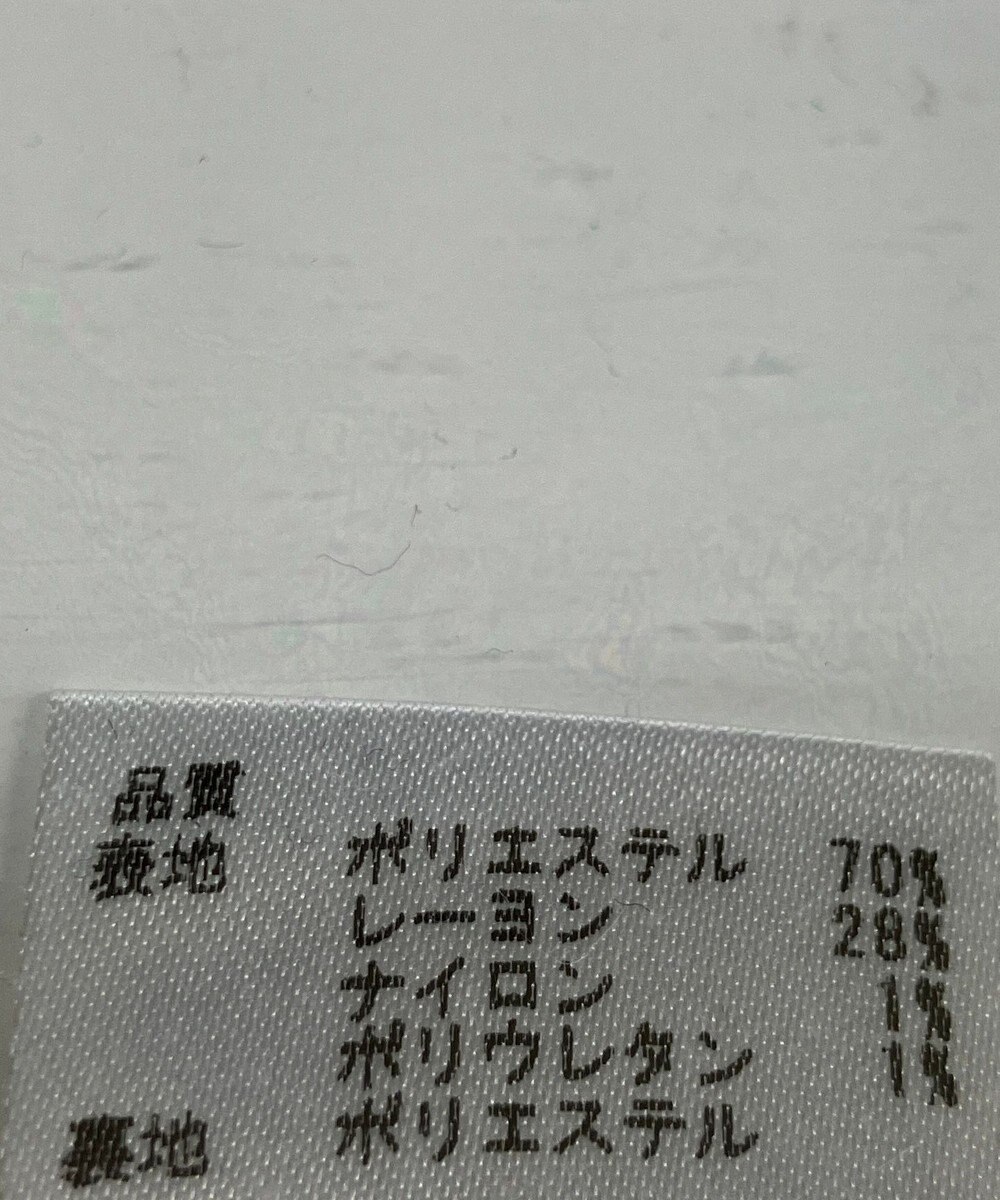 品質
表地 ポリエステル 70%
レーヨン 28%
ナイロン 1%
ポリウレタン 1%
裏地 ポリエステル